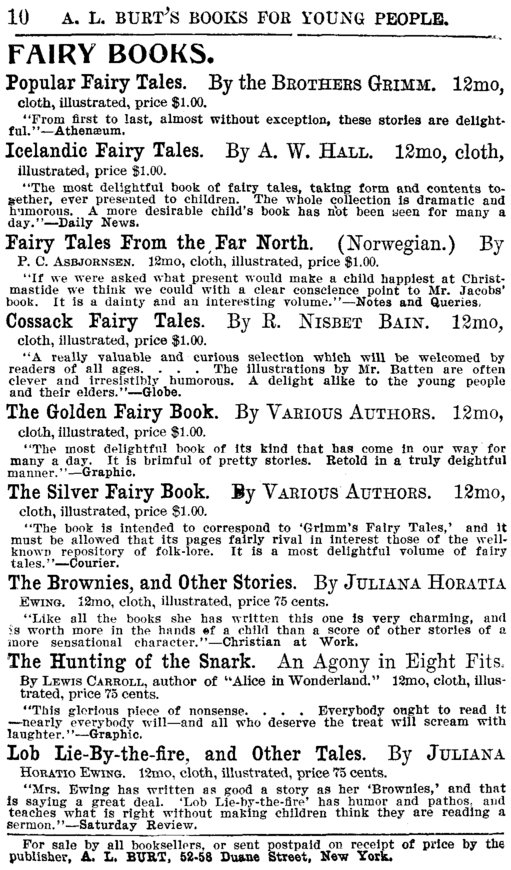 10 A. L. BURT'S BOOKS FOR YOUNG PEOPLE.
FAIRY BOOKS.
Popular Fairy Tales. By the BROTHERS GRIMM. 12mo,
cloth, illustrated, price $1.00.
"From first to last, almost without exception, these stories are delight-
ful."—Athenæum.
Icelandic Fairy Tales. By A. W. HALL. 12mo, cloth,
illustrated, price $1.00.
"The most delightful book of fairy tales, taking form and contents to-
gether, ever presented to children. The whole collection is dramatic and
humorous. A more desirable child's book has not been seen for many a
day."—Daily News.
Fairy Tales From the Far North. (Norwegian.) By
P. C. ASBJORNSEN. 12mo, cloth, illustrated, price $1.00.
"If we were asked what present would make a child happiest at Christ-
mastide we think we could with a clear conscience point to Mr. Jacobs'
book. It is a dainty and an interesting volume."—Notes and Queries.
Cossack Fairy Tales. By R. NISBET BAIN. 12mo,
cloth, illustrated, price $1.00.
"A really valuable and curious selection which will be welcomed by
readers of all ages. . . . The illustrations by Mr. Batten are often
clever and irresistibly humorous. A delight alike to the young people
and their elders."—Globe.
The Golden Fairy Book. By VARIOUS AUTHORS. 12mo,
cloth, illustrated, price $1.00.
"The most delightful book of its kind that has come in our way for
many a day. It is brimful of pretty stories. Retold in a truly deightful
manner."—Graphic.
The Silver Fairy Book. By VARIOUS AUTHORS. 12mo,
cloth, illustrated, price $1.00.
"The book is intended to correspond to 'Grimm's Fairy Tales,' and it
must be allowed that its pages fairly rival in interest those of the well-
known repository of folk-lore. It is a most delightful volume of fairy
tales."—Courier.
The Brownies, and Other Stories. By JULIANA HORATIA
EWING. 12mo, cloth, illustrated, price 75 cents.
"Like all the books she has written this one is very charming, and
is worth more in the hands of a child than a score of other stories of a
more sensational character."—Christian at Work.
The Hunting of the Snark. An Agony in Eight Fits.
By LEWIS CARROLL, author of "Alice in Wonderland." 12mo, cloth, illus-
trated, price 75 cents.
"This glorious piece of nonsense. . . . Everybody ought to read it
—nearly everybody will—and all who deserve the treat will scream with
laughter."—Graphic.
Lob Lie-By-the-fire, and Other Tales. By JULIANA
HORATIO EWING. 12mo, cloth, illustrated, price 75 cents.
"Mrs. Ewing has written as good a story as her 'Brownies,' and that
is saying a great deal. 'Lob Lie-by-the-fire' has humor and pathos, and
teaches what is right without making children think they are reading a
sermon."—Saturday Review.
For sale by all booksellers, or sent postpaid on receipt of price by the
publisher, A. L. BURT, 52-58 Duane Street, New York.